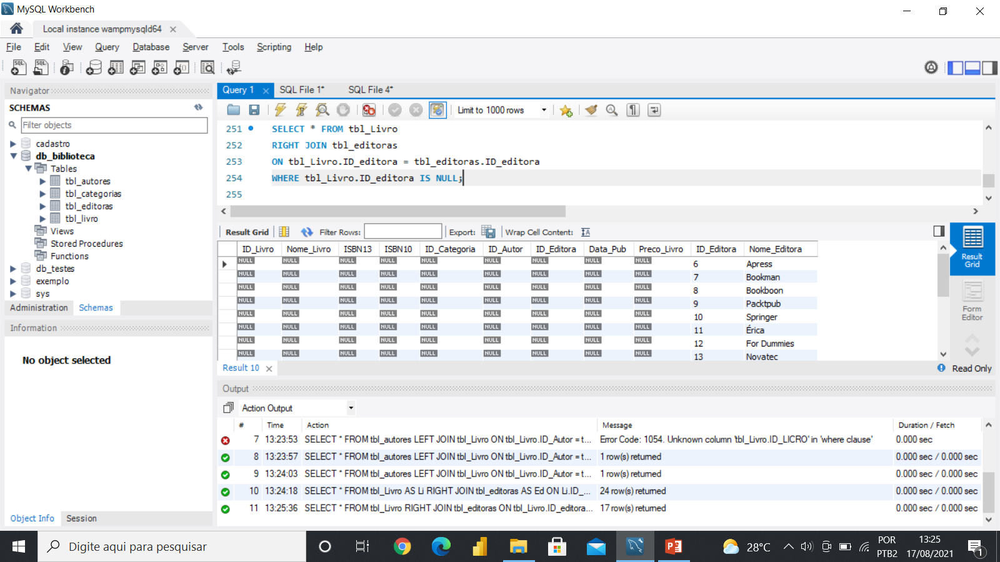 MySQL Workbench
Local instance wampmysqld64
File Edit View Query Database Server Tools Scripting Help
Navigator
SCHEMAS
Filter objects
cadastro
db_biblioteca
Tables
tbl_autores
tbl_categorias
tbl_editoras
tbl_livro
Views
Stored Procedures
Functions
db_testes
exemplo
sys
Administration Schemas
Information
No object selected
Object Info Session
Query 1 SQL File 1* SQL File 4*
Limit to 1000 rows
251 SELECT * FROM tbl_Livro
252 RIGHT JOIN tbl_editoras
253 ON tbl_Livro.ID_editora = tbl_editoras.ID_editora
254 WHERE tbl_Livro.ID_editora IS NULL;
255
Result Grid Filter Rows: Export: Wrap Cell Content:
ID_Livro Nome_Livro ISBN13 ISBN10 ID_Categoria ID_Autor ID_Editora Data_Pub Preco_Livro ID_Editora Nome_Editora
NULL NULL NULL NULL NULL NULL NULL NULL NULL 6 Apress
NULL NULL NULL NULL NULL NULL NULL NULL NULL 7 Bookman
NULL NULL NULL NULL NULL NULL NULL NULL NULL 8 Bookboon
NULL NULL NULL NULL NULL NULL NULL NULL NULL 9 Packtpub
NULL NULL NULL NULL NULL NULL NULL NULL NULL 10 Springer
NULL NULL NULL NULL NULL NULL NULL NULL NULL 11 Érica
NULL NULL NULL NULL NULL NULL NULL NULL NULL 12 For Dummies
NULL NULL NULL NULL NULL NULL NULL NULL NULL 13 Novatec
Result Grid
Form Editor
Result 10
Read Only
Output
Action Output
# Time Action Message Duration / Fetch
7 13:23:53 SELECT * FROM tbl_autores LEFT JOIN tbl_Livro ON tbl_Livro.ID_Autor = t... Error Code: 1054. Unknown column 'tbl_Livro.ID_LICRO' in 'where clause' 0.000 sec
8 13:23:57 SELECT * FROM tbl_autores LEFT JOIN tbl_Livro ON tbl_Livro.ID_Autor = t... 1 row(s) returned 0.000 sec / 0.000 sec
9 13:24:03 SELECT * FROM tbl_autores LEFT JOIN tbl_Livro ON tbl_Livro.ID_Autor = t... 1 row(s) returned 0.000 sec / 0.000 sec
10 13:24:18 SELECT * FROM tbl_Livro AS Li RIGHT JOIN tbl_editoras AS Ed ON Li.ID_... 24 row(s) returned 0.000 sec / 0.000 sec
11 13:25:36 SELECT * FROM tbl_Livro RIGHT JOIN tbl_editoras ON tbl_Livro.ID_editora... 17 row(s) returned 0.000 sec / 0.000 sec
Digite aqui para pesquisar
28°C
POR
PTB2
13:25
17/08/2021
1